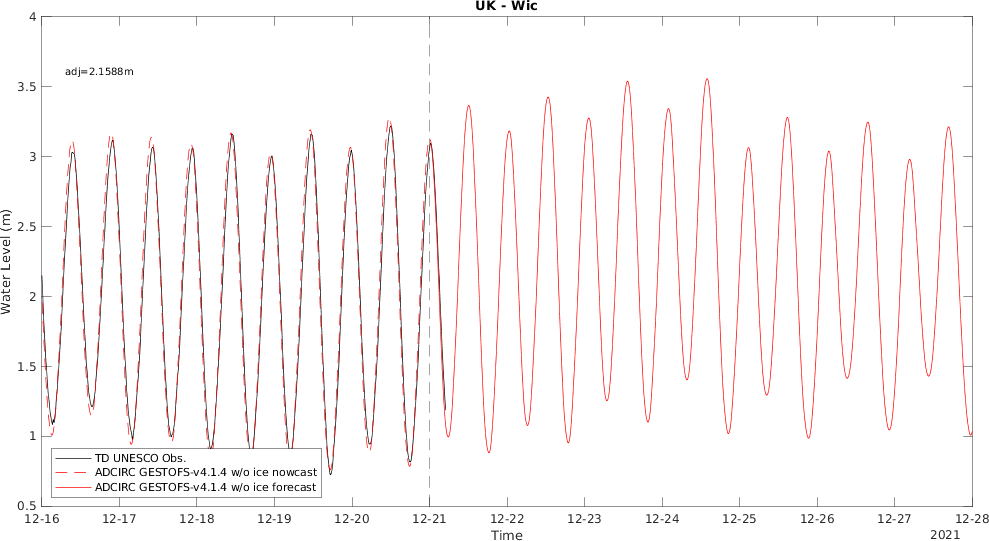 UK - Wic
4
3.5
3
2.5
2
1.5
1
0.5
Water Level (m)
adj=2.1588m
TD UNESCO Obs.
ADCIRC GESTOFS-v4.1.4 w/o ice nowcast
ADCIRC GESTOFS-v4.1.4 w/o ice forecast
12-16 12-17 12-18 12-19 12-20 12-21 12-22 12-23 12-24 12-25 12-26 12-27 12-28
Time
2021